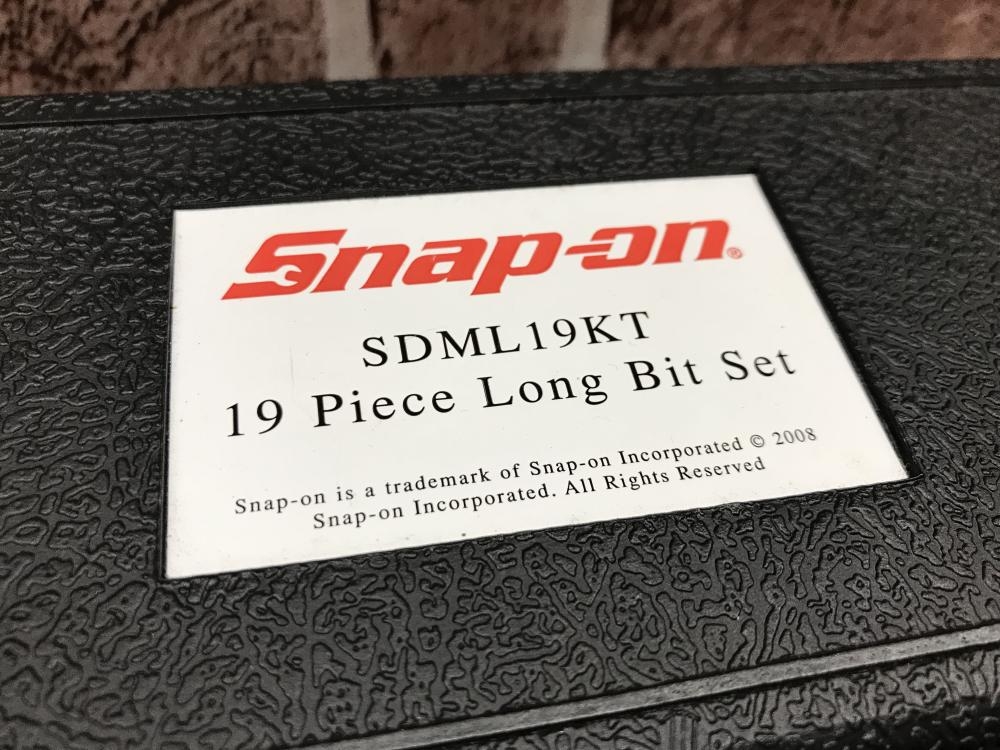 Snap-on®
SDML19KT
19 Piece Long Bit Set
Snap-on is a trademark of Snap-on Incorporated © 2008
Snap-on Incorporated. All Rights Reserved